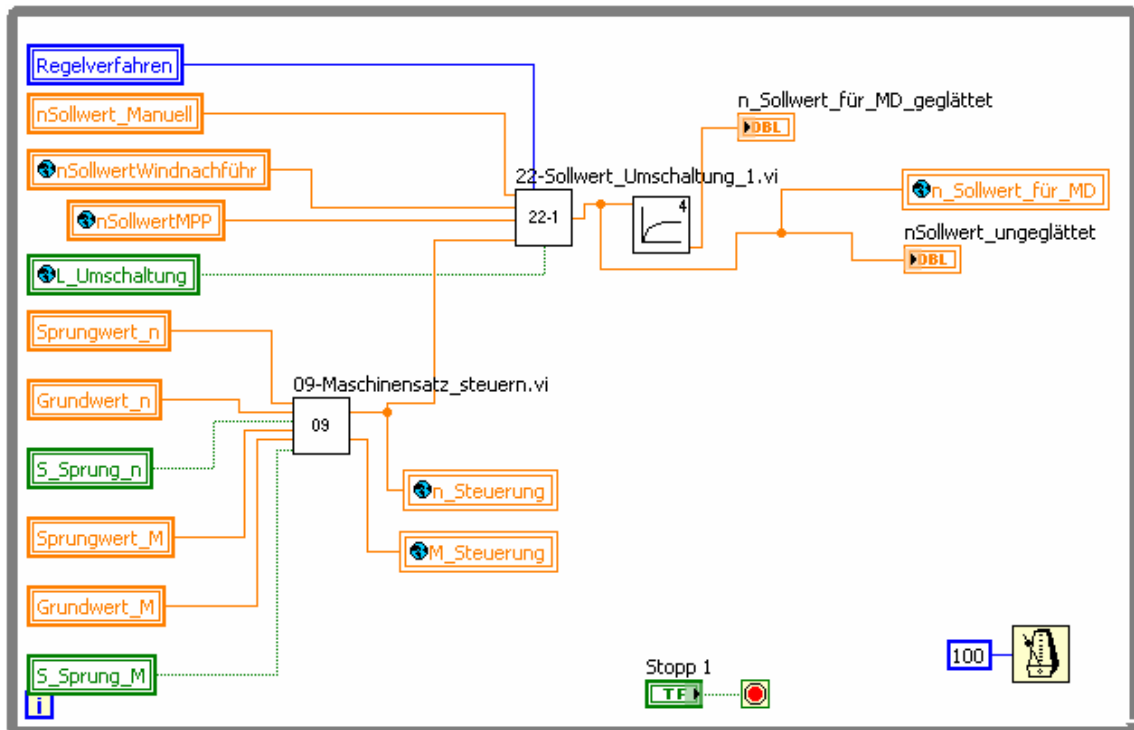 Regelverfahren
nSollwert_Manuell
nSollwertWindnachführ
nSollwertMPP
L_Umschaltung
Sprungwert_n
Grundwert_n
S_Sprung_n
Sprungwert_M
Grundwert_M
S_Sprung_M
i
09-Maschinensatz_steuern.vi
09
n_Steuerung
M_Steuerung
22-Sollwert_Umschaltung_1.vi
22-1
4
n_Sollwert_für_MD_geglättet
DBL
n_Sollwert_für_MD
nSollwert_ungeglättet
DBL
Stopp 1
TF
100